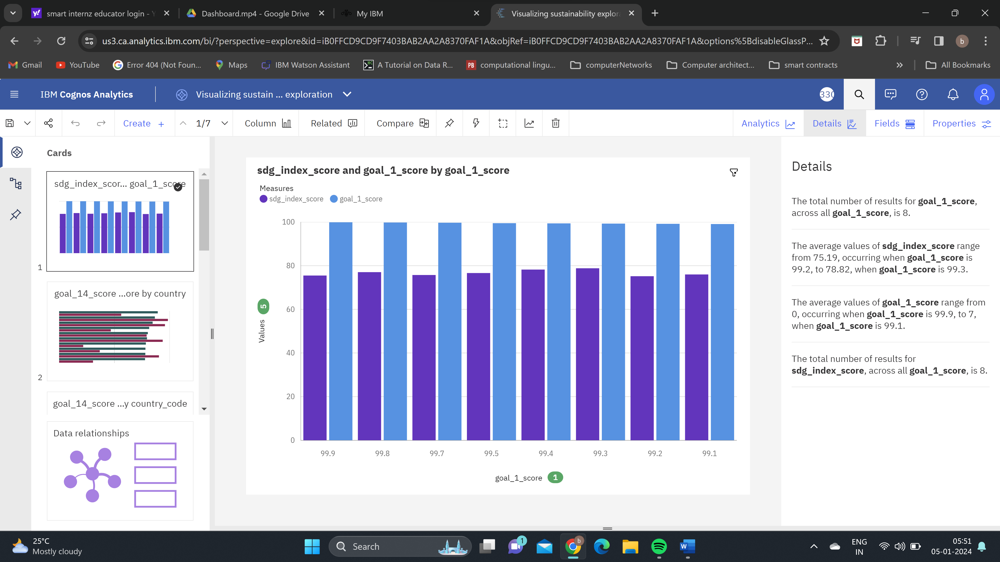 smart internz educator login - Y
Dashboard.mp4 - Google Drive
My IBM
Visualizing sustainability explora
us3.ca.analytics.ibm.com/bi/?perspective=explore&id=iB0FFCD9CD9F7403BAB2AA2A8370FAF1A&objRef=iB0FFCD9CD9F7403BAB2AA2A8370FAF1A&options%5BdisableGlassP...
b
Gmail
YouTube
Error 404 (Not Foun...
Maps
IBM Watson Assistant
A Tutorial on Data R...
PB
computational lingu...
computerNetworks
Computer architect...
smart contracts
All Bookmarks
IBM Cognos Analytics
Visualizing sustain ... exploration
330
Create +
1/7
Column
Related
Compare
Analytics
Details
Fields
Properties
Cards
sdg_index_scor... goal_1_score
1
goal_14_score ...ore by country
2
goal_14_score ...y country_code
Data relationships
sdg_index_score and goal_1_score by goal_1_score
Measures
sdg_index_score goal_1_score
100
80
60
40
20
0
Values 5
99.9 99.8 99.7 99.5 99.4 99.3 99.2 99.1
goal_1_score 1
Details
The total number of results for goal_1_score,
across all goal_1_score, is 8.
The average values of sdg_index_score range
from 75.19, occurring when goal_1_score is
99.2, to 78.82, when goal_1_score is 99.3.
The average values of goal_1_score range from
0, occurring when goal_1_score is 99.9, to 7,
when goal_1_score is 99.1.
The total number of results for
sdg_index_score, across all goal_1_score, is 8.
25°C
Mostly cloudy
Search
1
b
W
ENG
IN
05:51
05-01-2024